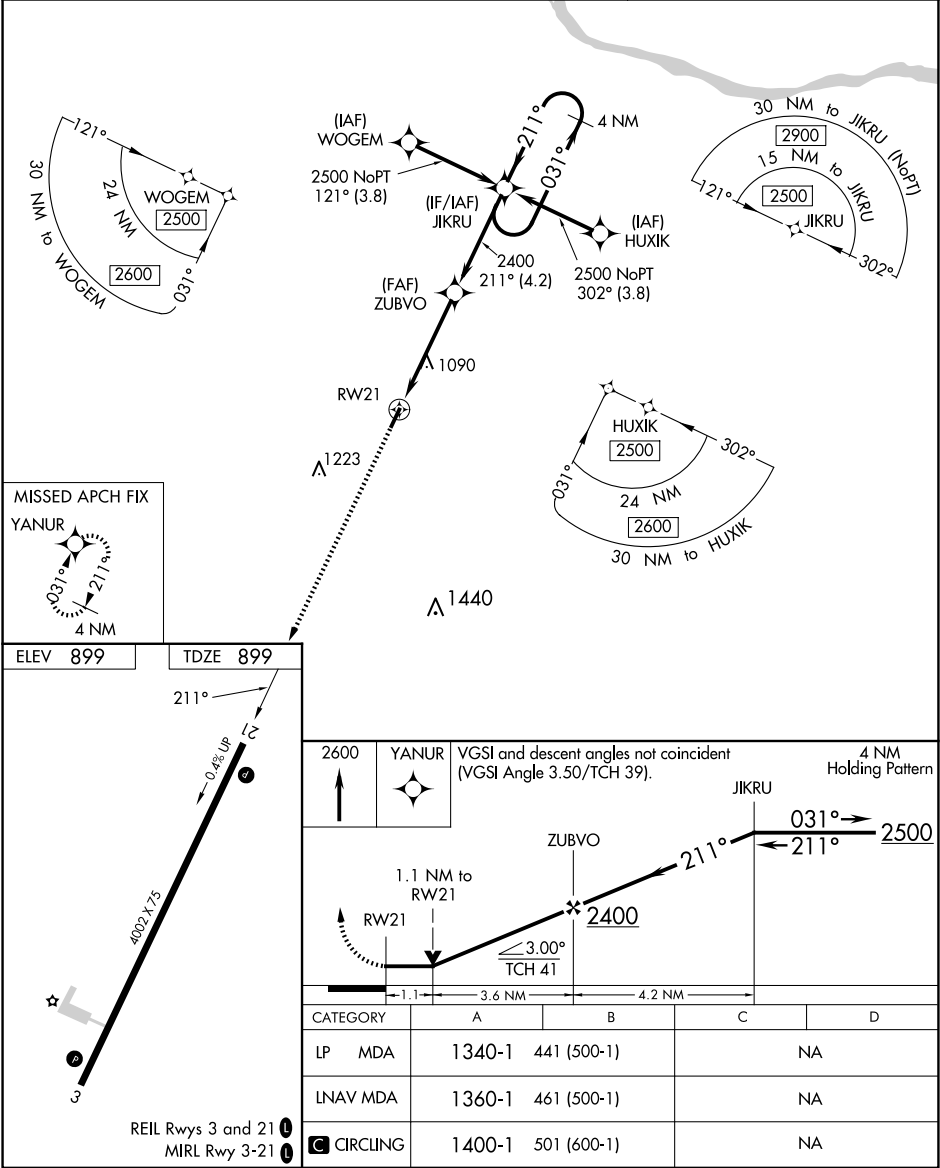 121°
30 NM to WOGEM
24 NM
WOGEM
2500
2600
031°
(IAF)
WOGEM
2500 NoPT
121° (3.8)
211°
031°
4 NM
(IF/IAF)
JIKRU
(IAF)
HUXIK
2500 NoPT
302° (3.8)
2400
211° (4.2)
(FAF)
ZUBVO
1090
RW21
1223
1440
30 NM to JIKRU (NoPT)
2900
15 NM to JIKRU
2500
121°
JIKRU
302°
HUXIK
2500
302°
031°
24 NM
2600
30 NM to HUXIK
MISSED APCH FIX
YANUR
031°
211°
4 NM
ELEV 899
TDZE 899
211°
21
0.4% UP
P
4002 X 75
P
3
REIL Rwys 3 and 21 L
MIRL Rwy 3-21 L
2600
YANUR
VGSI and descent angles not coincident
(VGSI Angle 3.50/TCH 39).
4 NM
Holding Pattern
JIKRU
031°
211°
2500
211°
ZUBVO
2400
1.1 NM to
RW21
RW21
3.00°
TCH 41
1.1
3.6 NM
4.2 NM
CATEGORY A B C D
LP MDA 1340-1 441 (500-1) NA
LNAV MDA 1360-1 461 (500-1) NA
C CIRCLING 1400-1 501 (600-1) NA